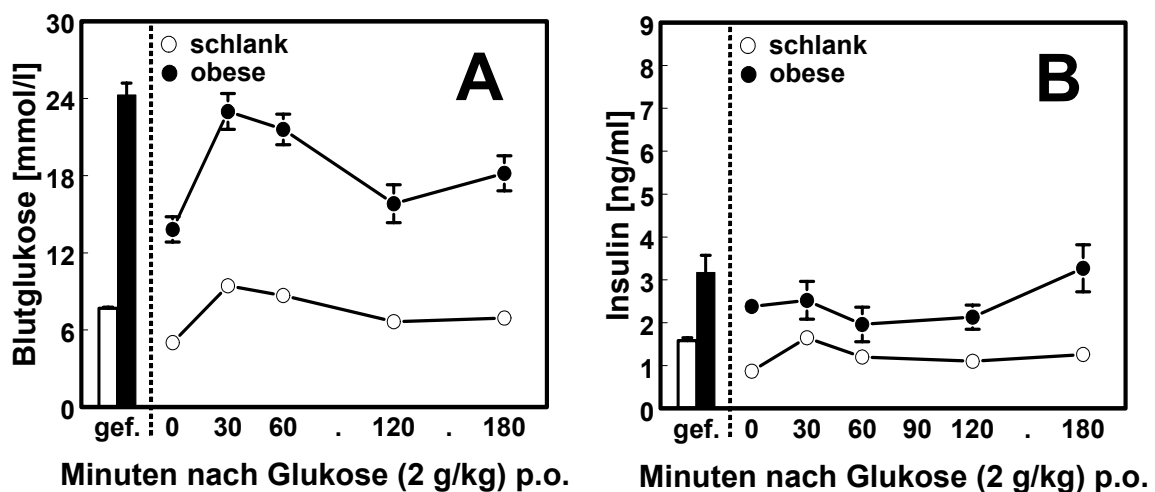 A
Blutglukose [mmol/l]
30
24
18
12
6
0
schlank
obese
gef. 0 30 60 . 120 . 180
Minuten nach Glukose (2 g/kg) p.o.
B
Insulin [ng/ml]
9
8
7
6
5
4
3
2
1
0
schlank
obese
gef. 0 30 60 90 120 . 180
Minuten nach Glukose (2 g/kg) p.o.